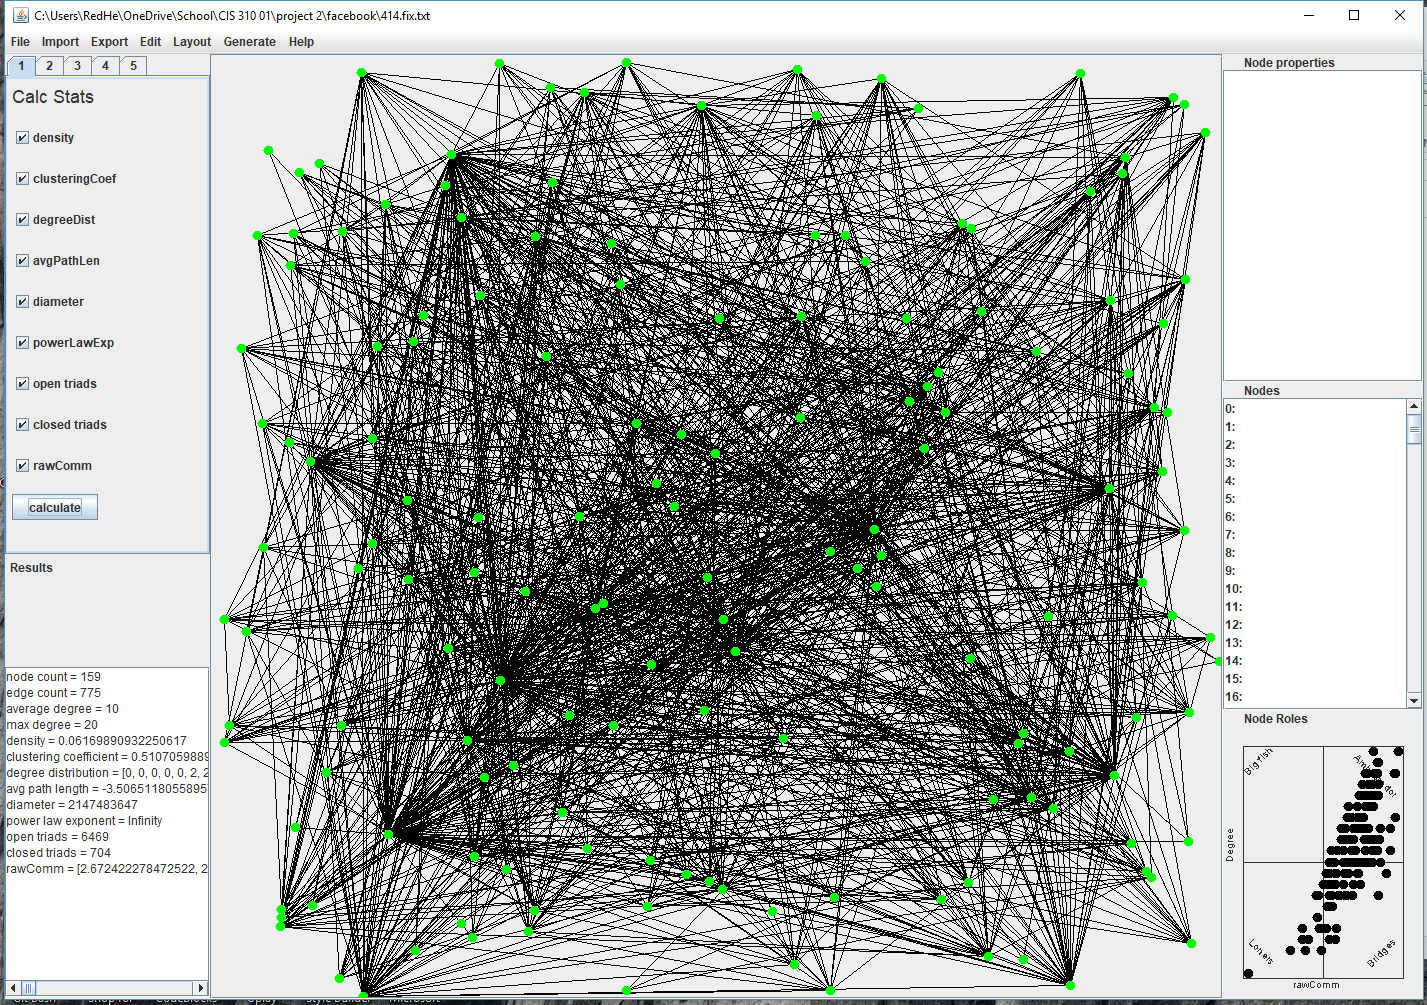 C:\Users\RedHe\OneDrive\School\CIS 310 01\project 2\facebook\414.fix.txt
File Import Export Edit Layout Generate Help
1 2 3 4 5
Calc Stats
density
clusteringCoef
degreeDist
avgPathLen
diameter
powerLawExp
open triads
closed triads
rawComm
calculate
Results
node count = 159
edge count = 775
average degree = 10
max degree = 20
density = 0.06169890932250617
clustering coefficient = 0.5107059889
degree distribution = [0, 0, 0, 0, 0, 2, 2
avg path length = -3.5065118055895
diameter = 2147483647
power law exponent = Infinity
open triads = 6469
closed triads = 704
rawComm = [2.672422278472522, 2
Node properties
Nodes
0:
1:
2:
3:
4:
5:
6:
7:
8:
9:
10:
11:
12:
13:
14:
15:
16:
Node Roles
Big fish
Degree
Loners
Bridges
rawComm